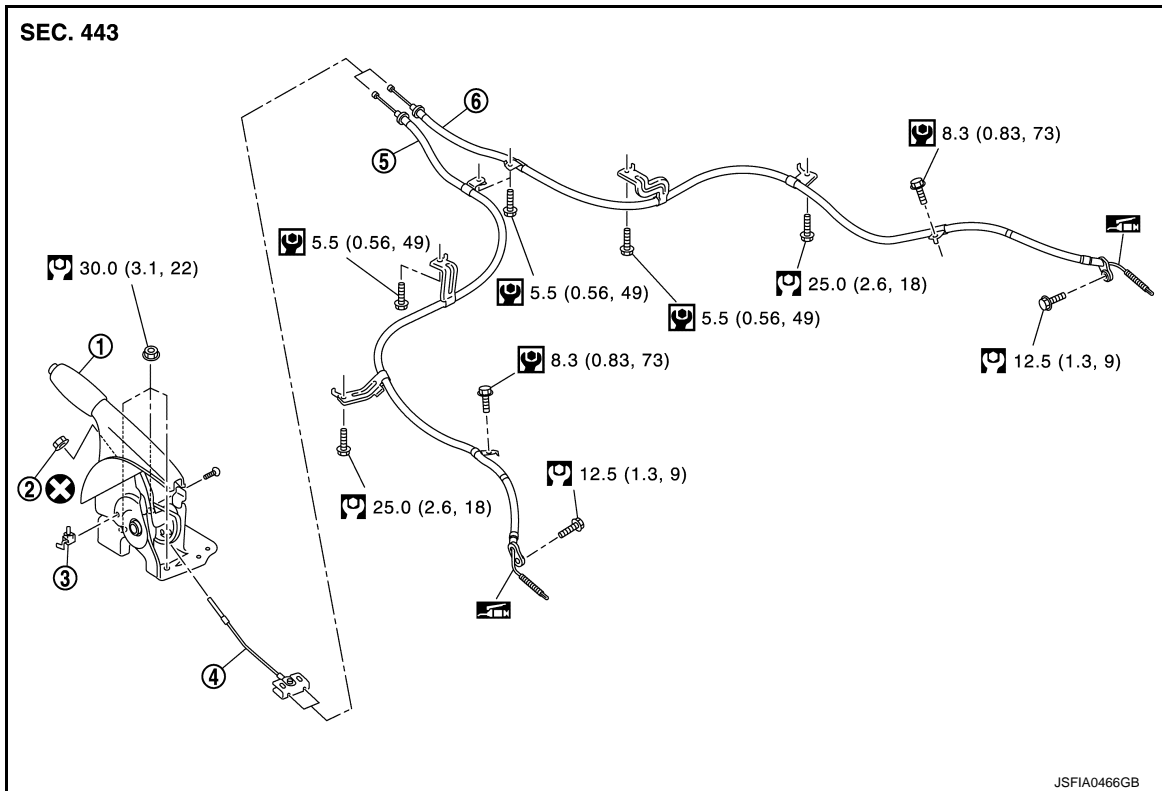 SEC. 443
6
8.3 (0.83, 73)
5
5.5 (0.56, 49)
30.0 (3.1, 22)
5.5 (0.56, 49)
25.0 (2.6, 18)
5.5 (0.56, 49)
1
8.3 (0.83, 73)
12.5 (1.3, 9)
2
12.5 (1.3, 9)
25.0 (2.6, 18)
3
4
JSFIA0466GB